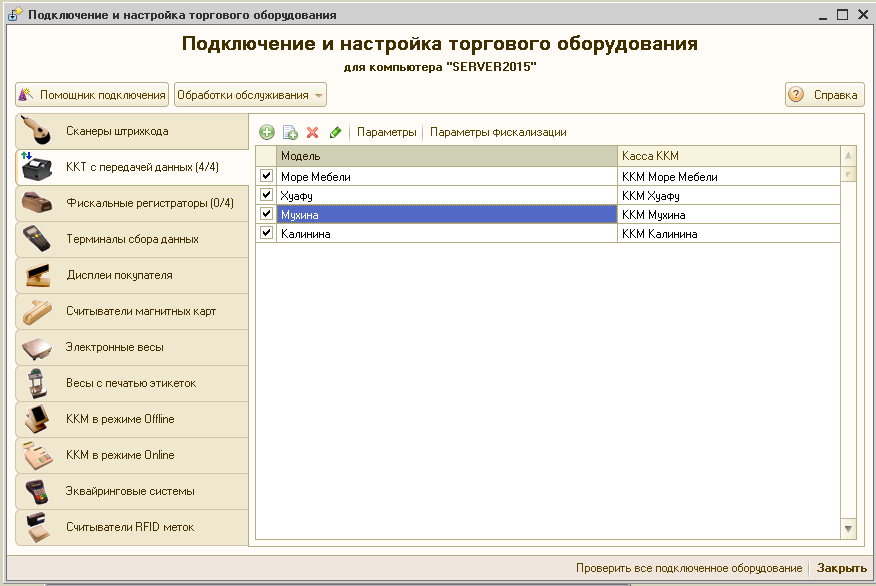 Подключение и настройка торгового оборудования
Подключение и настройка торгового оборудования
для компьютера "SERVER2015"
Помощник подключения Обработки обслуживания Справка
Сканеры штрихкода
ККТ с передачей данных (4/4)
Фискальные регистраторы (0/4)
Терминалы сбора данных
Дисплеи покупателя
Считыватели магнитных карт
Электронные весы
Весы с печатью этикеток
ККМ в режиме Offline
ККМ в режиме Online
Эквайринговые системы
Считыватели RFID меток
Параметры Параметры фискализации
Модель Касса ККМ
Море Мебели ККМ Море Мебели
Хуафу ККМ Хуафу
Мухина ККМ Мухина
Калинина ККМ Калинина
Проверить все подключенное оборудование Закрыть